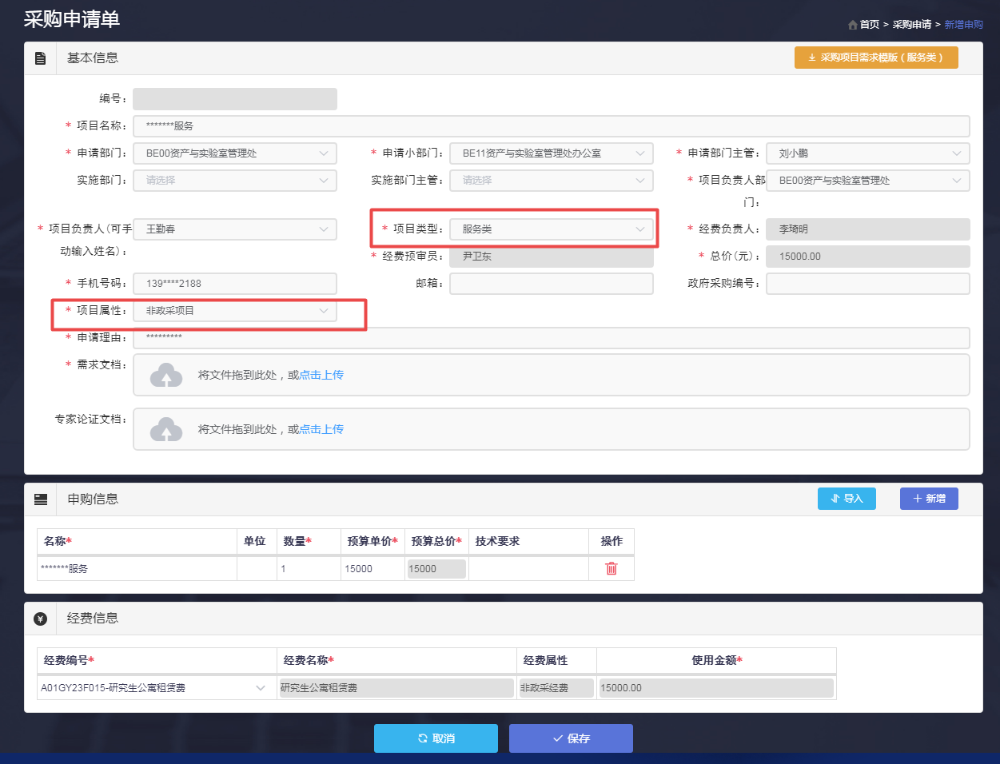 采购申请单
首页 > 采购申请 > 新增申购
基本信息
采购项目需求模版（服务类）
编号：
* 项目名称： *******服务
* 申请部门： BE00资产与实验室管理处 * 申请小部门： BE11资产与实验室管理处办公室 * 申请部门主管： 刘小鹏
实施部门： 请选择 实施部门主管： 请选择 * 项目负责人部门： BE00资产与实验室管理处
* 项目负责人(可手动输入姓名)： 王勤春 * 项目类型： 服务类 * 经费负责人： 李琦明
* 经费预审员： 尹卫东 * 总价(元)： 15000.00
* 手机号码： 139****2188 邮箱： 政府采购编号：
* 项目属性： 非政采项目
* 申请理由： *********
* 需求文档： 将文件拖到此处，或点击上传
专家论证文档： 将文件拖到此处，或点击上传
申购信息
导入 新增
名称* 单位 数量* 预算单价* 预算总价* 技术要求 操作
*******服务 1 15000 15000
经费信息
经费编号* 经费名称* 经费属性 使用金额*
A01GY23F015-研究生公寓租赁费 研究生公寓租赁费 非政采经费 15000.00
取消 保存